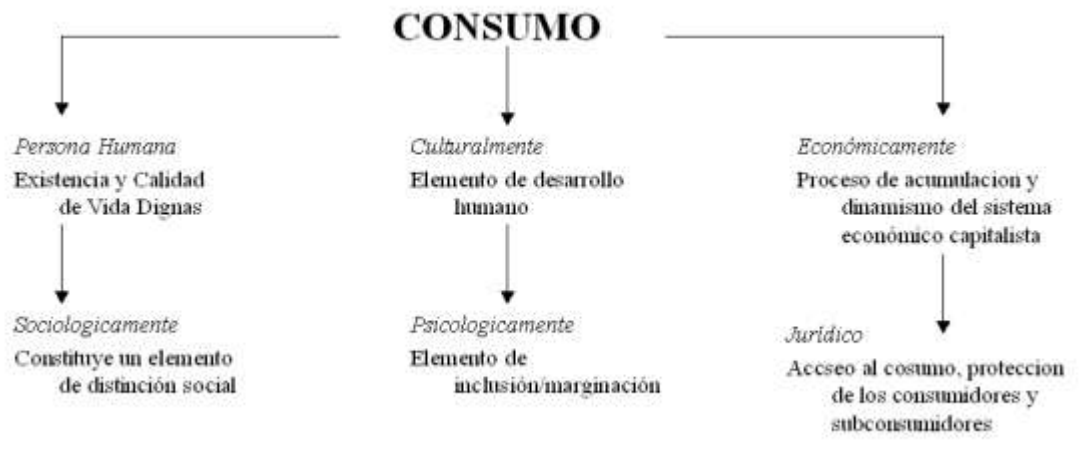 CONSUMO
Persona Humana
Existencia y Calidad
de Vida Dignas
Culturalmente
Elemento de desarrollo
humano
Económicamente
Proceso de acumulacion y
dinamismo del sistema
económico capitalista
Sociologicamente
Constituye un elemento
de distinción social
Psicologicamente
Elemento de
inclusión/marginación
Jurídico
Accseo al cosumo, proteccion
de los consumidores y
subconsumidores